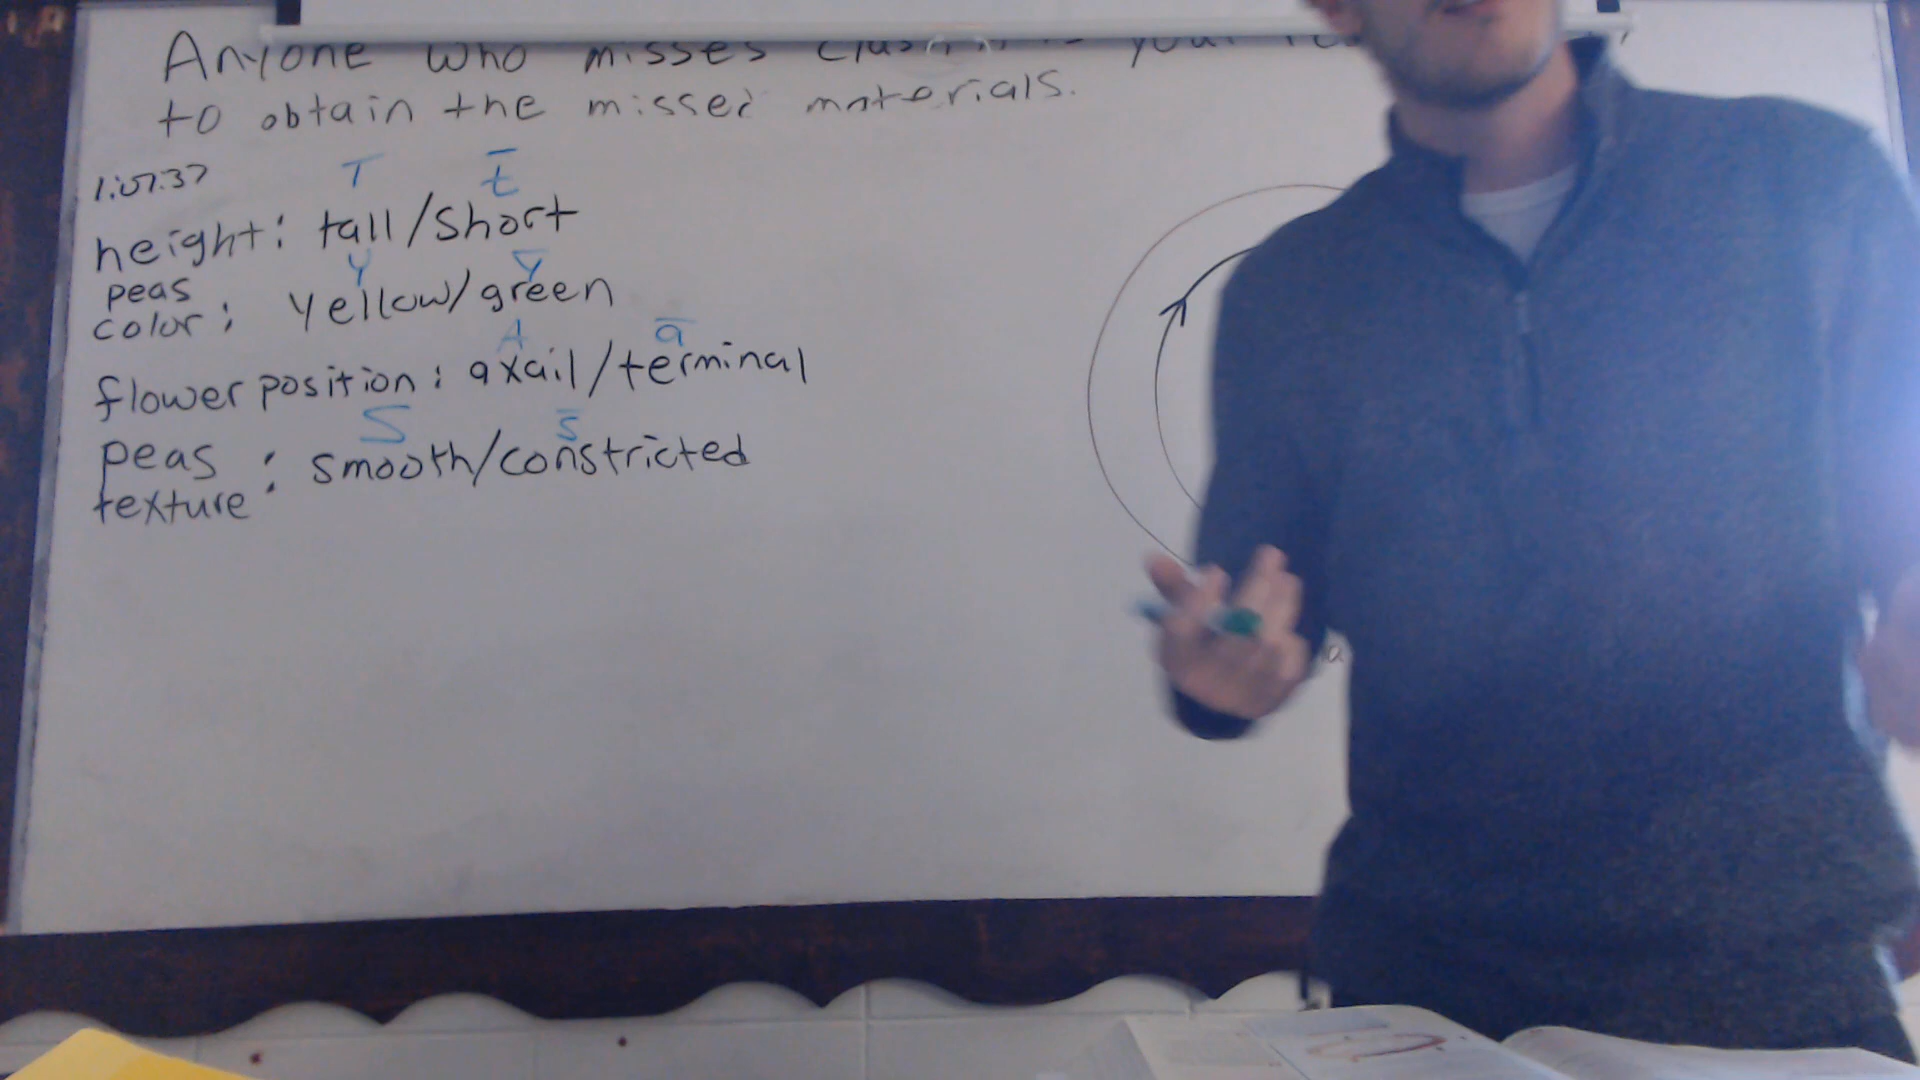 Anyone who misses your
to obtain the missed materials.
1:07:37
T t̅
height: tall/short
Y y̅
peas
color: yellow/green
A a̅
flower position: axail/terminal
S s̅
peas
texture: smooth/constricted